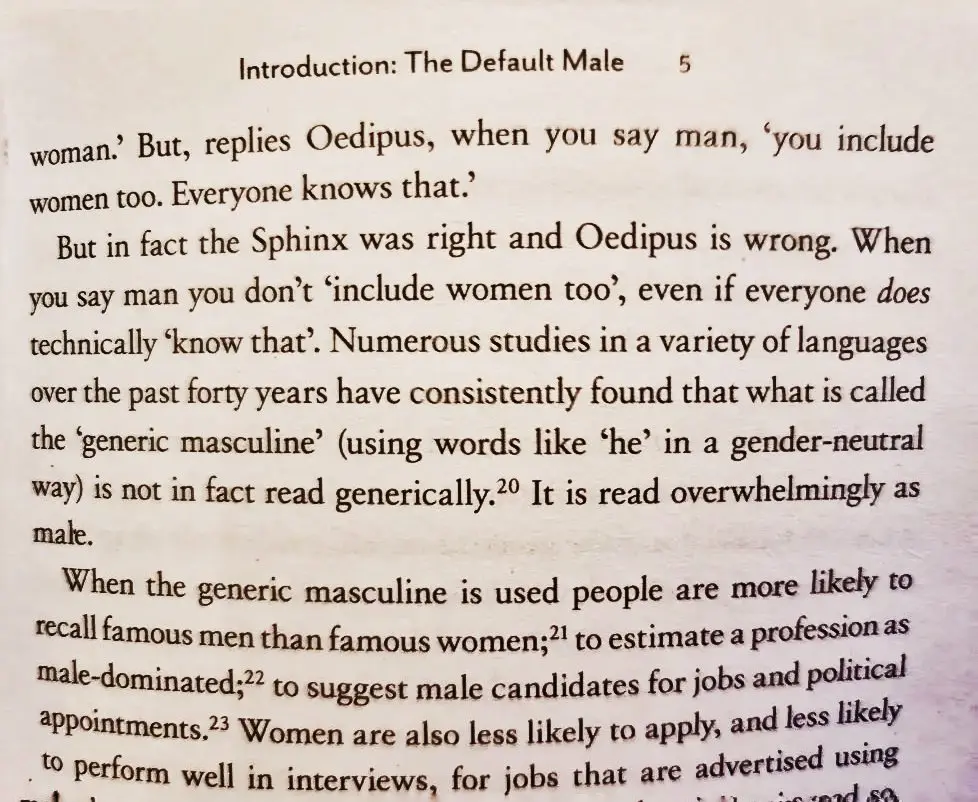 Introduction: The Default Male 5
woman.’ But, replies Oedipus, when you say man, ‘you include
women too. Everyone knows that.’
But in fact the Sphinx was right and Oedipus is wrong. When
you say man you don’t ‘include women too’, even if everyone does
technically ‘know that’. Numerous studies in a variety of languages
over the past forty years have consistently found that what is called
the ‘generic masculine’ (using words like ‘he’ in a gender-neutral
way) is not in fact read generically.²⁰ It is read overwhelmingly as
male.
When the generic masculine is used people are more likely to
recall famous men than famous women;²¹ to estimate a profession as
male-dominated;²² to suggest male candidates for jobs and political
appointments.²³ Women are also less likely to apply, and less likely
to perform well in interviews, for jobs that are advertised using